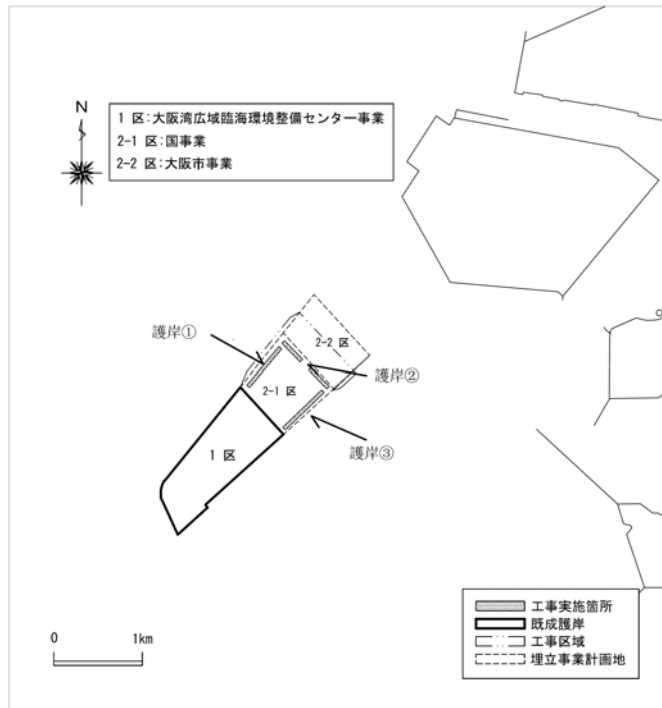 N
1 区:大阪湾広域臨海環境整備センター事業
2-1 区:国事業
2-2 区:大阪市事業
護岸①
2-2 区
護岸②
2-1 区
護岸③
1 区
0 1km
工事実施箇所
既成護岸
工事区域
埋立事業計画地